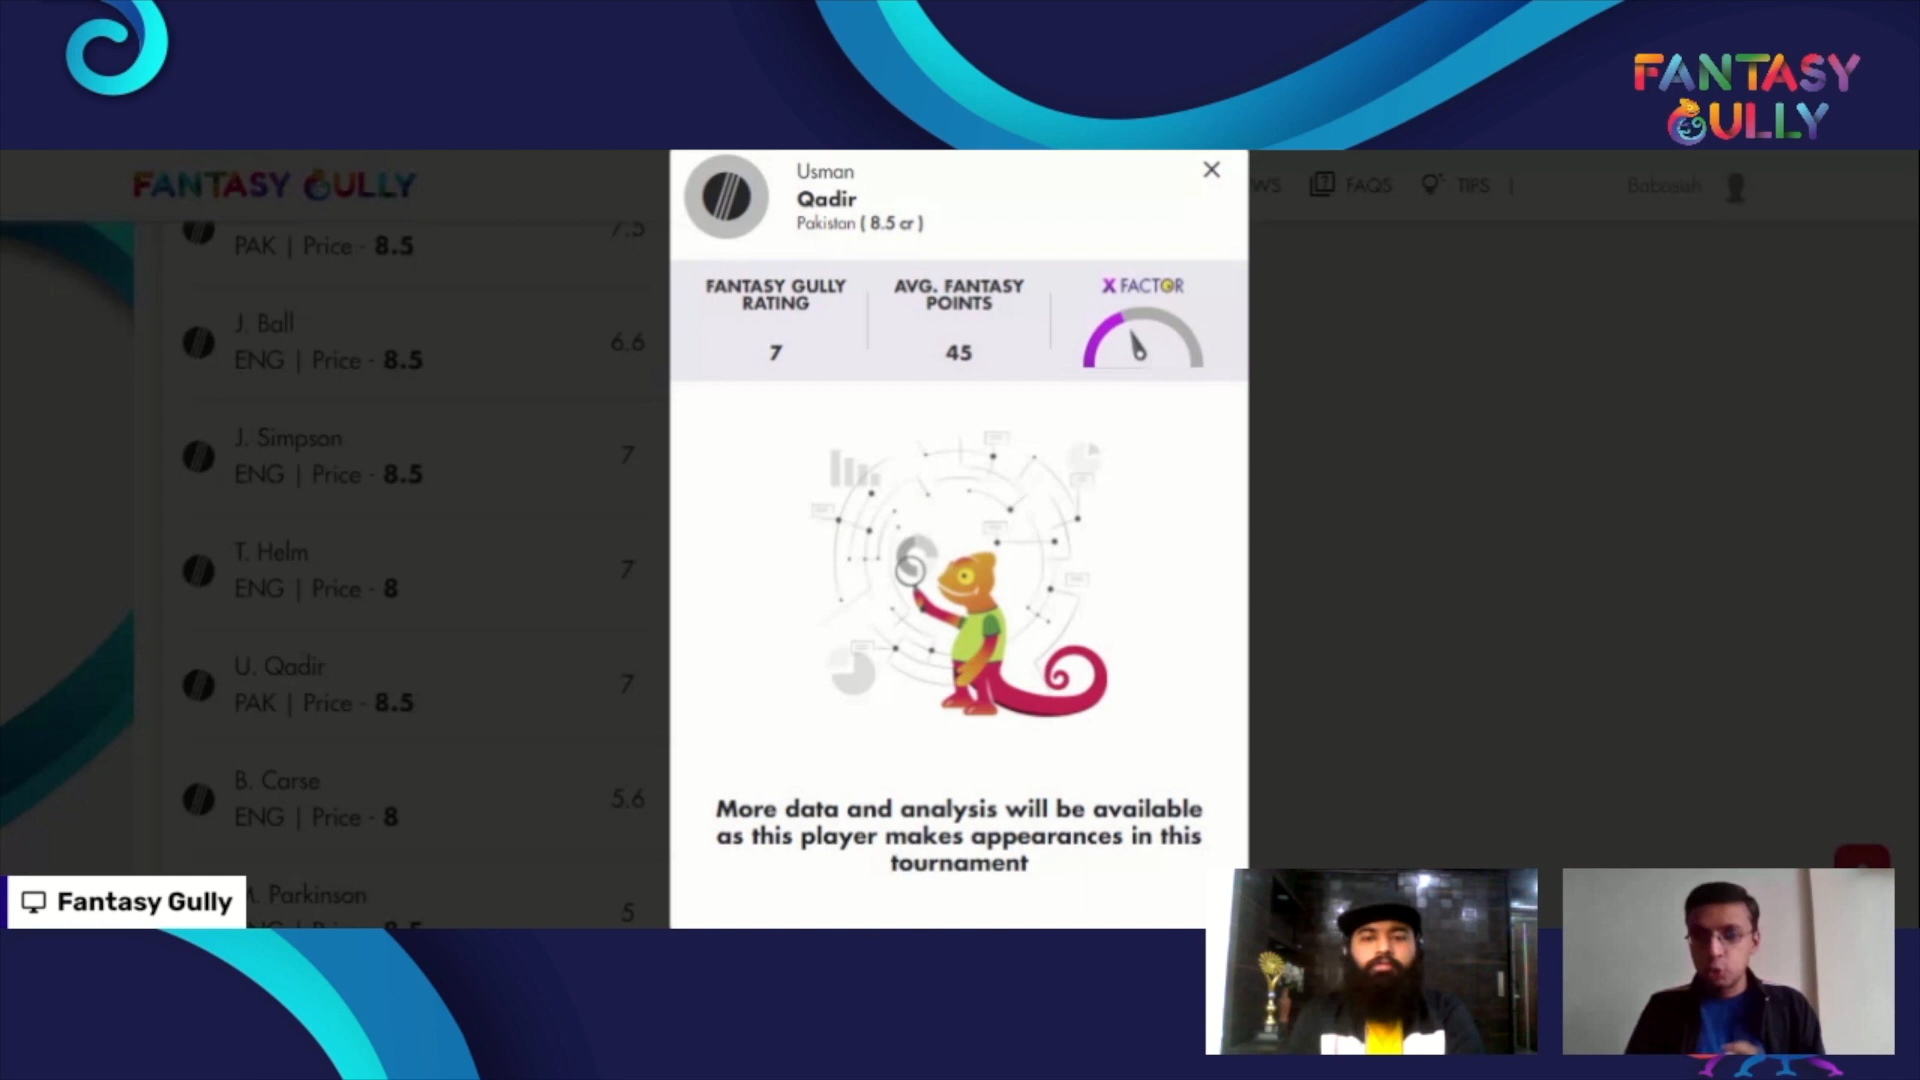 FANTASY
GULLY
FANTASY GULLY
FAQS
TIPS
Babasiah
7.5
PAK | Price - 8.5
J. Ball
6.6
ENG | Price - 8.5
J. Simpson
7
ENG | Price - 8.5
T. Helm
7
ENG | Price - 8
U. Qadir
7
PAK | Price - 8.5
B. Carse
5.6
ENG | Price - 8
M. Parkinson
5
Usman
Qadir
Pakistan ( 8.5 cr )
FANTASY GULLY
RATING
7
AVG. FANTASY
POINTS
45
X FACTOR
More data and analysis will be available
as this player makes appearances in this
tournament
Fantasy Gully